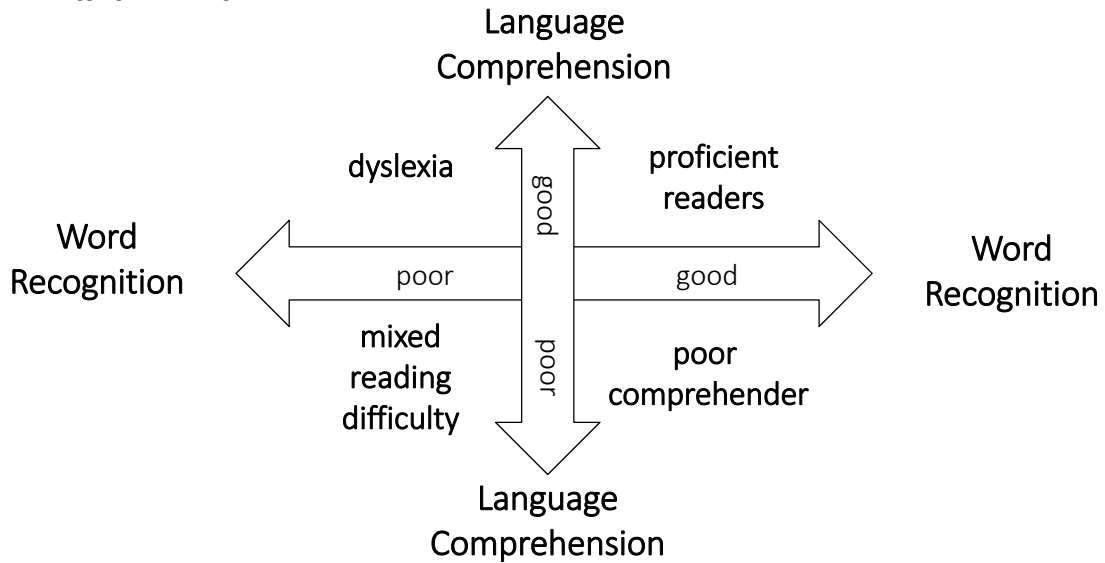 Language
Comprehension
dyslexia
proficient
readers
good
Word
Recognition
poor
good
Word
Recognition
mixed
reading
difficulty
poor
poor
comprehender
Language
Comprehension